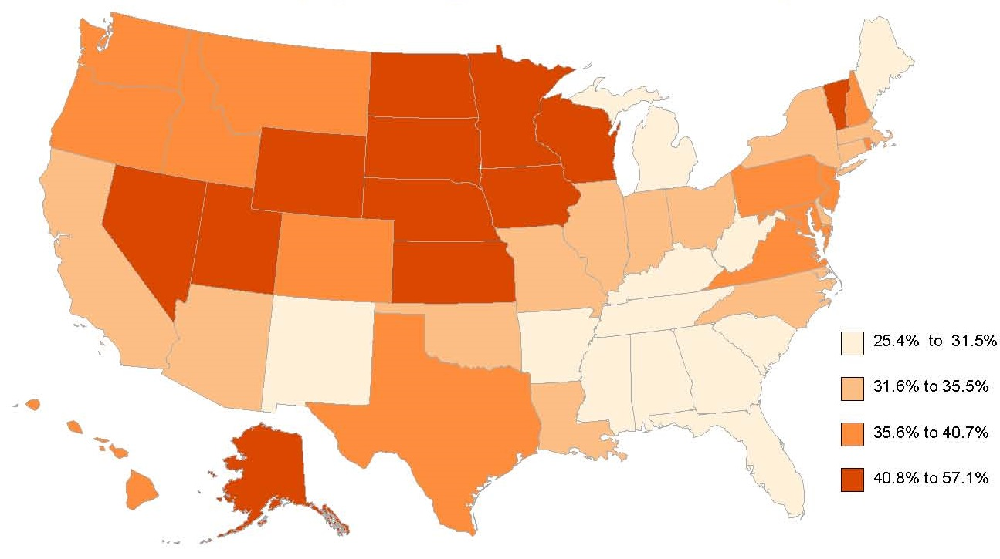 25.4% to 31.5%
31.6% to 35.5%
35.6% to 40.7%
40.8% to 57.1%